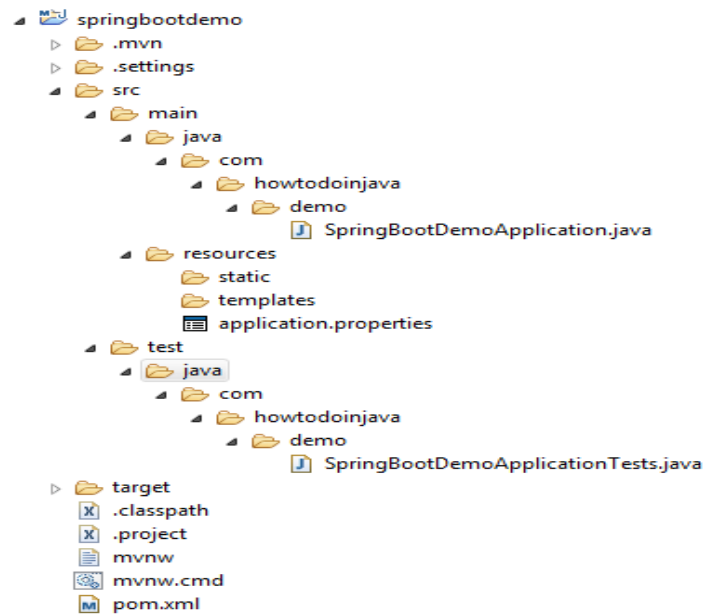 springbootdemo
.mvn
.settings
src
main
java
com
howtodoinjava
demo
SpringBootDemoApplication.java
resources
static
templates
application.properties
test
java
com
howtodoinjava
demo
SpringBootDemoApplicationTests.java
target
.classpath
.project
mvnw
mvnw.cmd
pom.xml